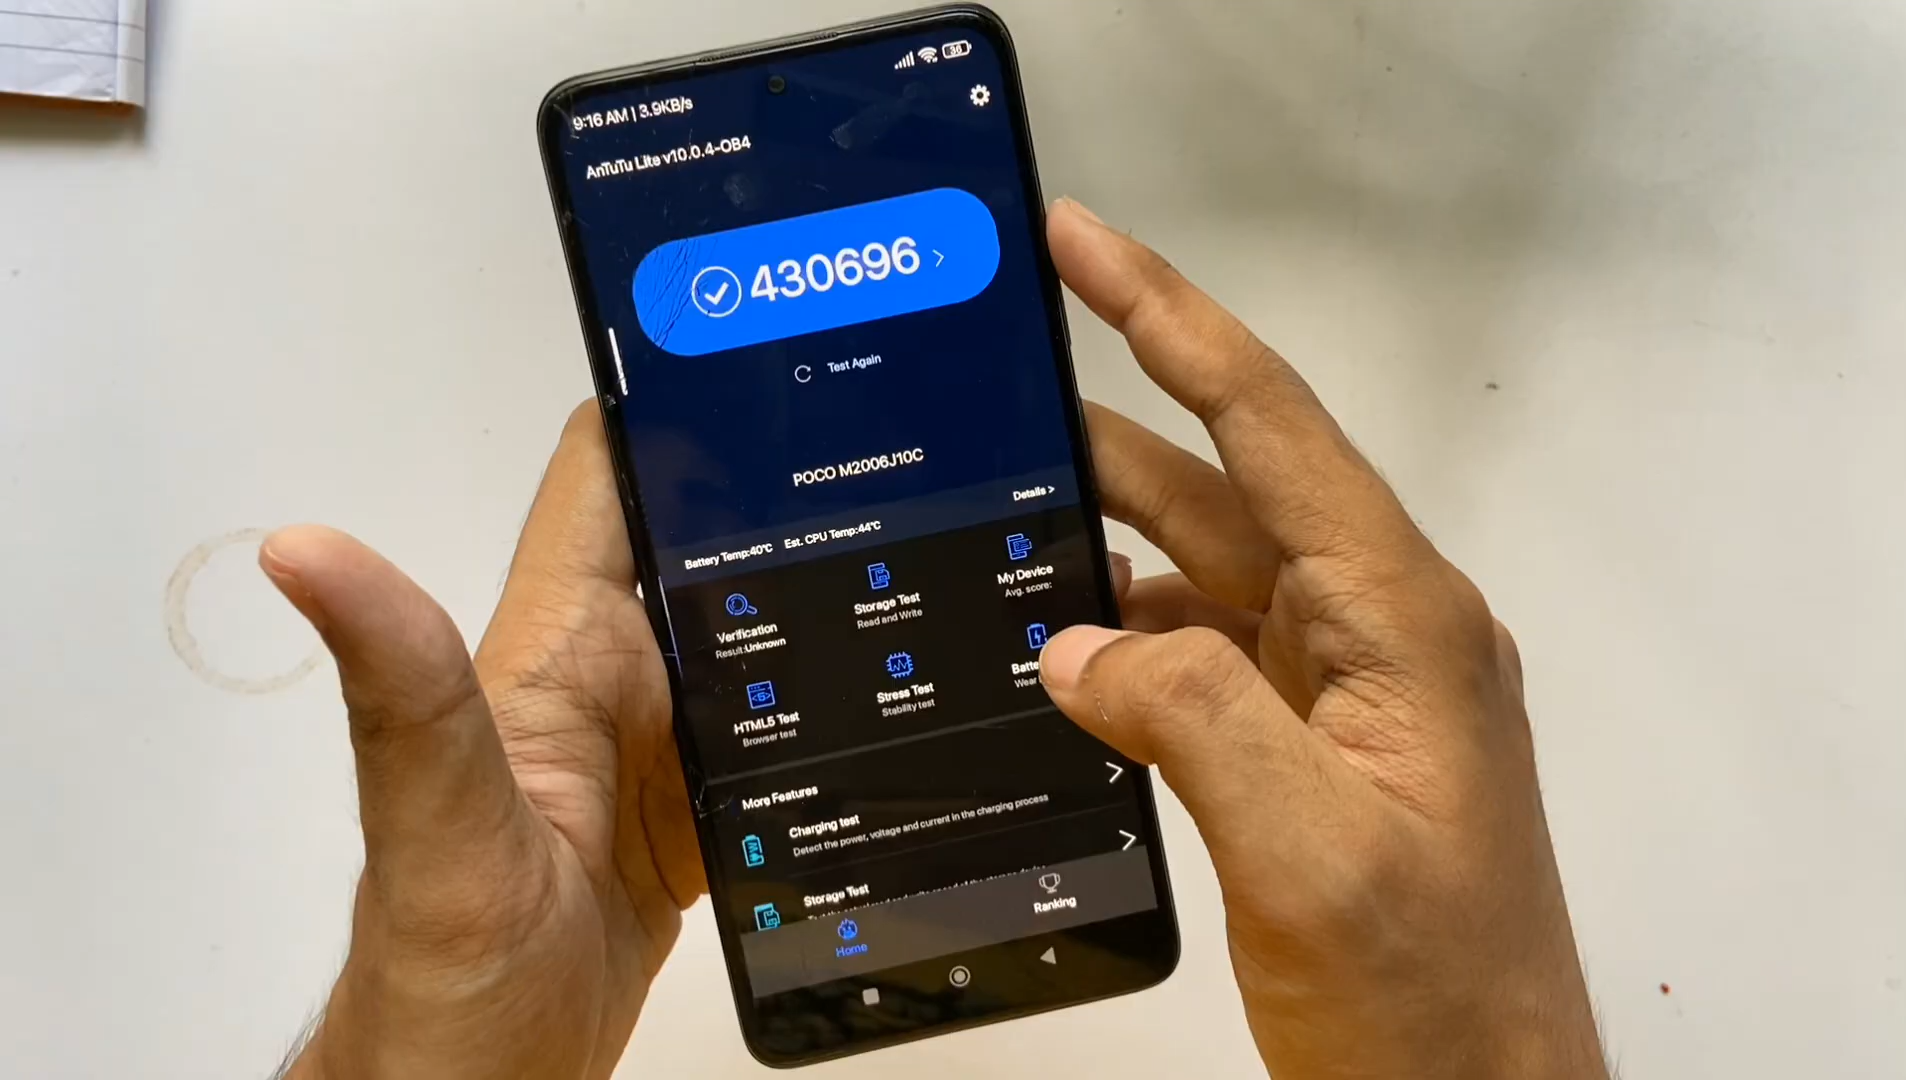 9:16 AM | 3.9KB/s
36
AnTuTu Lite v10.0.4-OB4
430696 >
Test Again
POCO M2006J10C
Details >
Battery Temp:40℃ Est. CPU Temp:44℃
Verification
Result:Unknown
Storage Test
Read and Write
My Device
Avg. score:
HTML5 Test
Browser test
Stress Test
Stability test
Wear
More Features
Charging test
Detect the power, voltage and current in the charging process
Storage Test
Home
Ranking